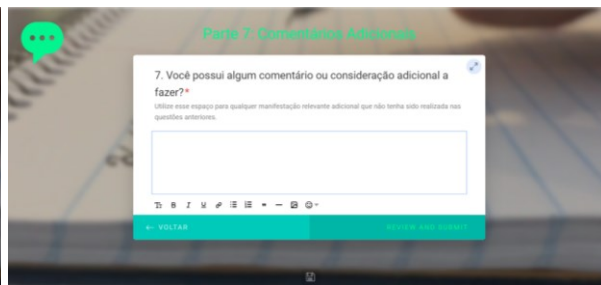 Parte 7: Comentários Adicionais
7. Você possui algum comentário ou consideração adicional a
fazer?*
Utilize esse espaço para qualquer manifestação relevante adicional que não tenha sido realizada nas
questões anteriores.
← VOLTAR
REVIEW AND SUBMIT